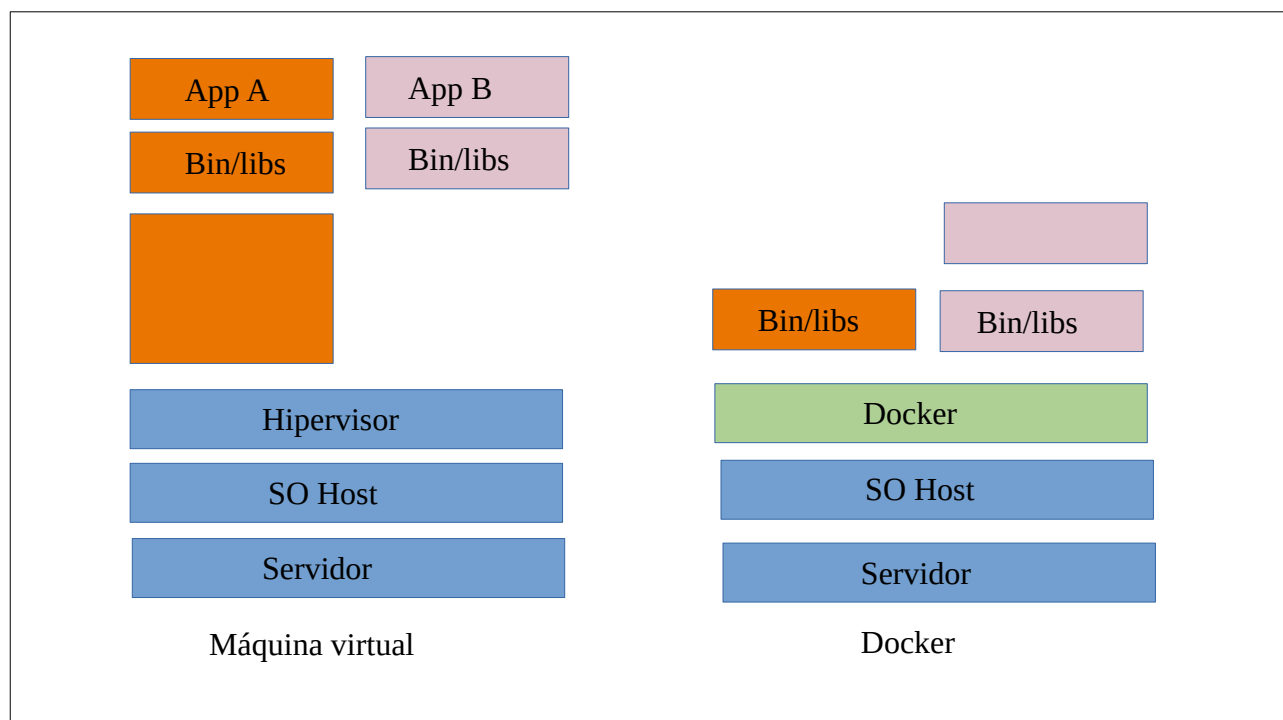 App A
App B
Bin/libs
Bin/libs
Hipervisor
SO Host
Servidor
Máquina virtual
Bin/libs
Bin/libs
Docker
SO Host
Servidor
Docker